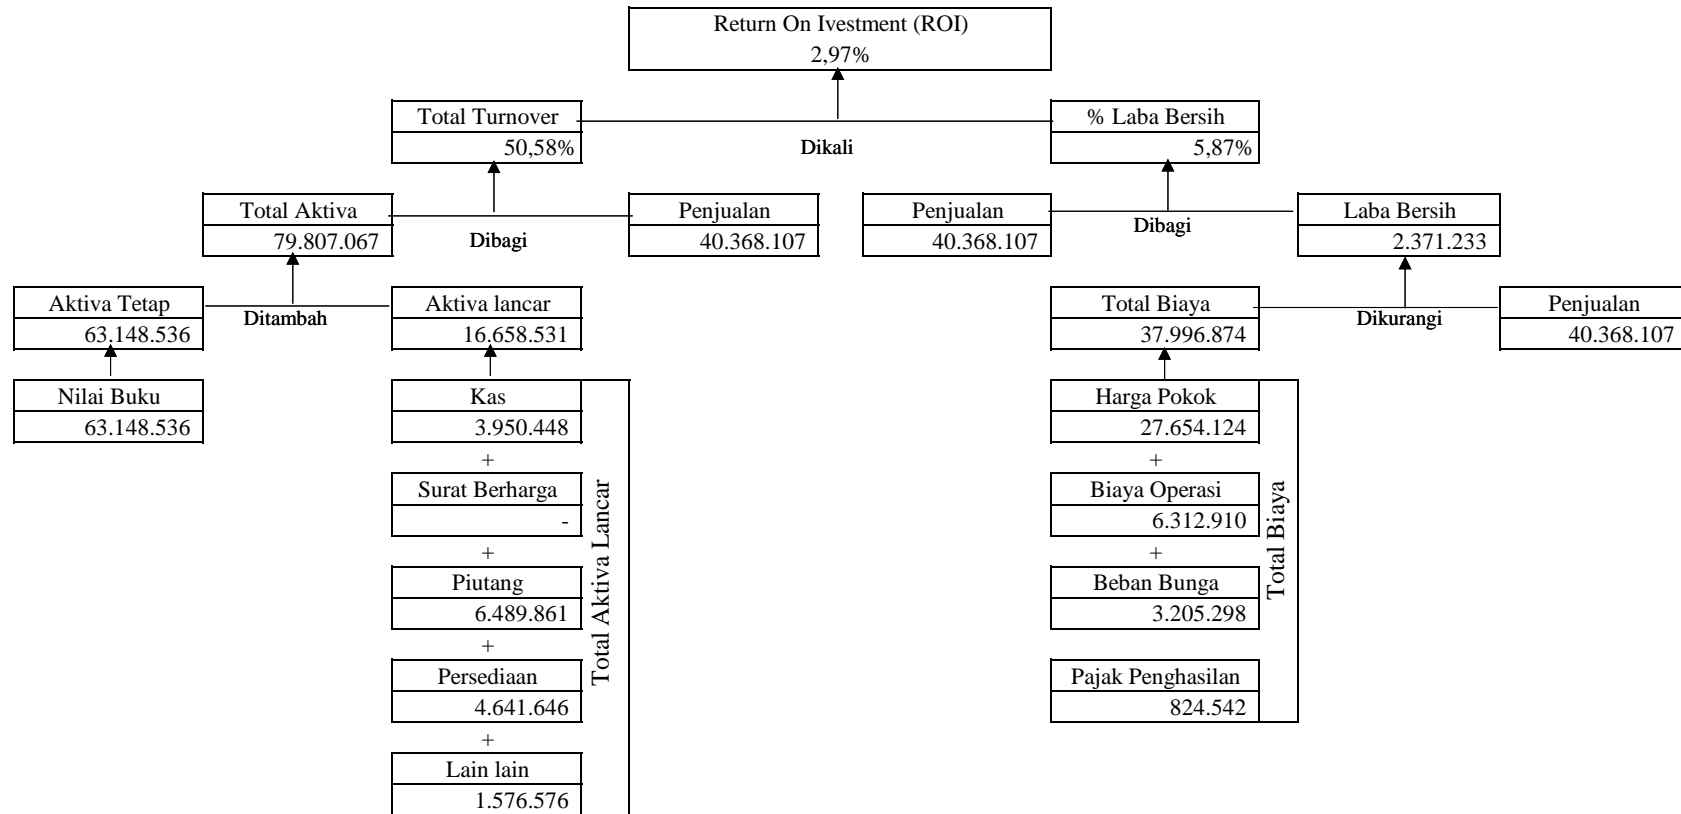 Return On Ivestment (ROI)
2,97%
Total Turnover
50,58%
Dikali
% Laba Bersih
5,87%
Total Aktiva
79.807.067
Dibagi
Penjualan
40.368.107
Penjualan
40.368.107
Dibagi
Laba Bersih
2.371.233
Aktiva Tetap
63.148.536
Ditambah
Aktiva lancar
16.658.531
Total Biaya
37.996.874
Dikurangi
Penjualan
40.368.107
Nilai Buku
63.148.536
Kas
3.950.448
+
Surat Berharga
-
+
Piutang
6.489.861
+
Persediaan
4.641.646
+
Lain lain
1.576.576
Total Aktiva Lancar
Harga Pokok
27.654.124
+
Biaya Operasi
6.312.910
+
Beban Bunga
3.205.298
Pajak Penghasilan
824.542
Total Biaya